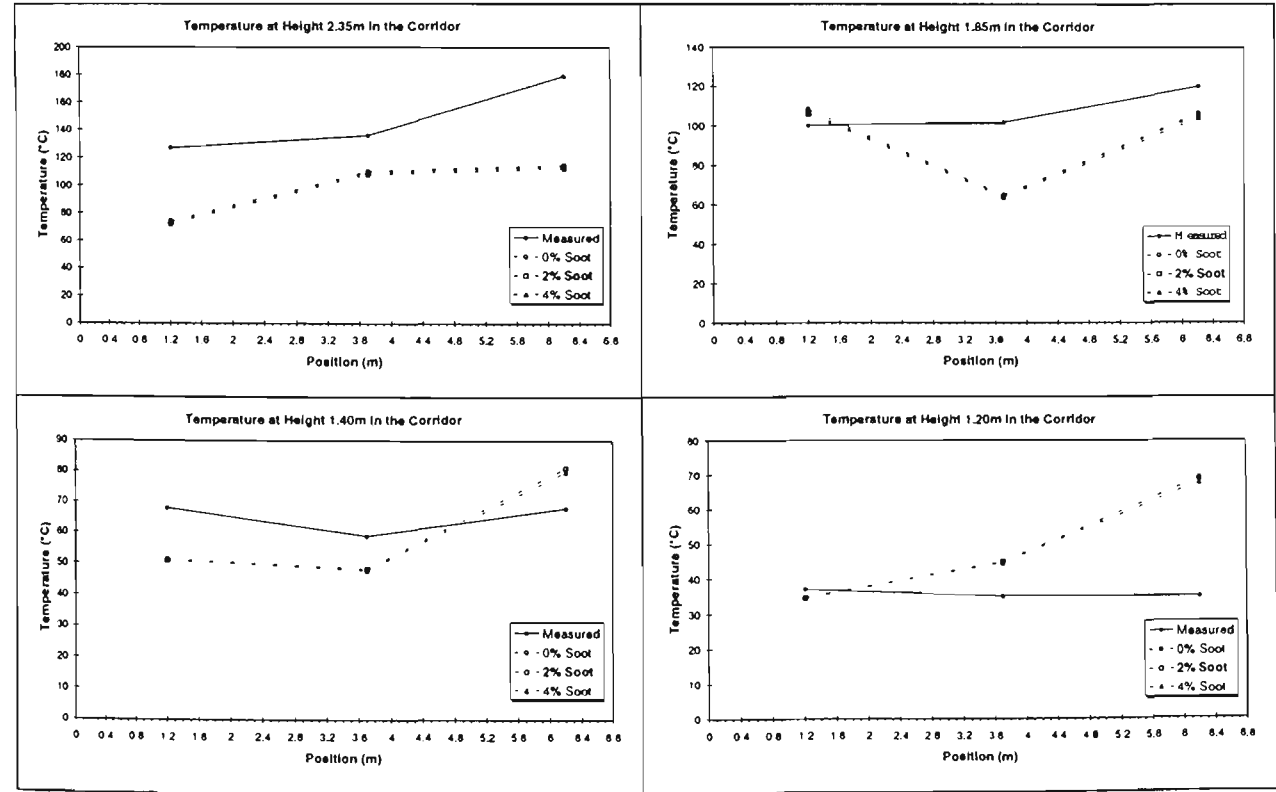 Temperature at Height 2.35m in the Corridor
Temperature (°C)
200
180
160
140
120
100
80
60
40
20
0
Measured
0% Soot
2% Soot
4% Soot
0 0.4 0.8 1.2 1.6 2 2.4 2.8 3.2 3.6 4 4.4 4.8 5.2 5.6 6 6.4 6.8
Position (m)
Temperature at Height 1.85m in the Corridor
Temperature (°C)
140
120
100
80
60
40
20
0
Measured
0% Soot
2% Soot
4% Soot
0 0.4 0.8 1.2 1.6 2 2.4 2.8 3.2 3.6 4 4.4 4.8 5.2 5.6 6 6.4 6.8
Position (m)
Temperature at Height 1.40m in the Corridor
Temperature (°C)
90
80
70
60
50
40
30
20
10
0
Measured
0% Soot
2% Soot
4% Soot
0 0.4 0.8 1.2 1.6 2 2.4 2.8 3.2 3.6 4 4.4 4.8 5.2 5.6 6 6.4 6.8
Position (m)
Temperature at Height 1.20m in the Corridor
Temperature (°C)
80
70
60
50
40
30
20
10
0
Measured
0% Soot
2% Soot
4% Soot
0 0.4 0.8 1.2 1.6 2 2.4 2.8 3.2 3.6 4 4.4 4.8 5.2 5.6 6 6.4 6.8
Position (m)